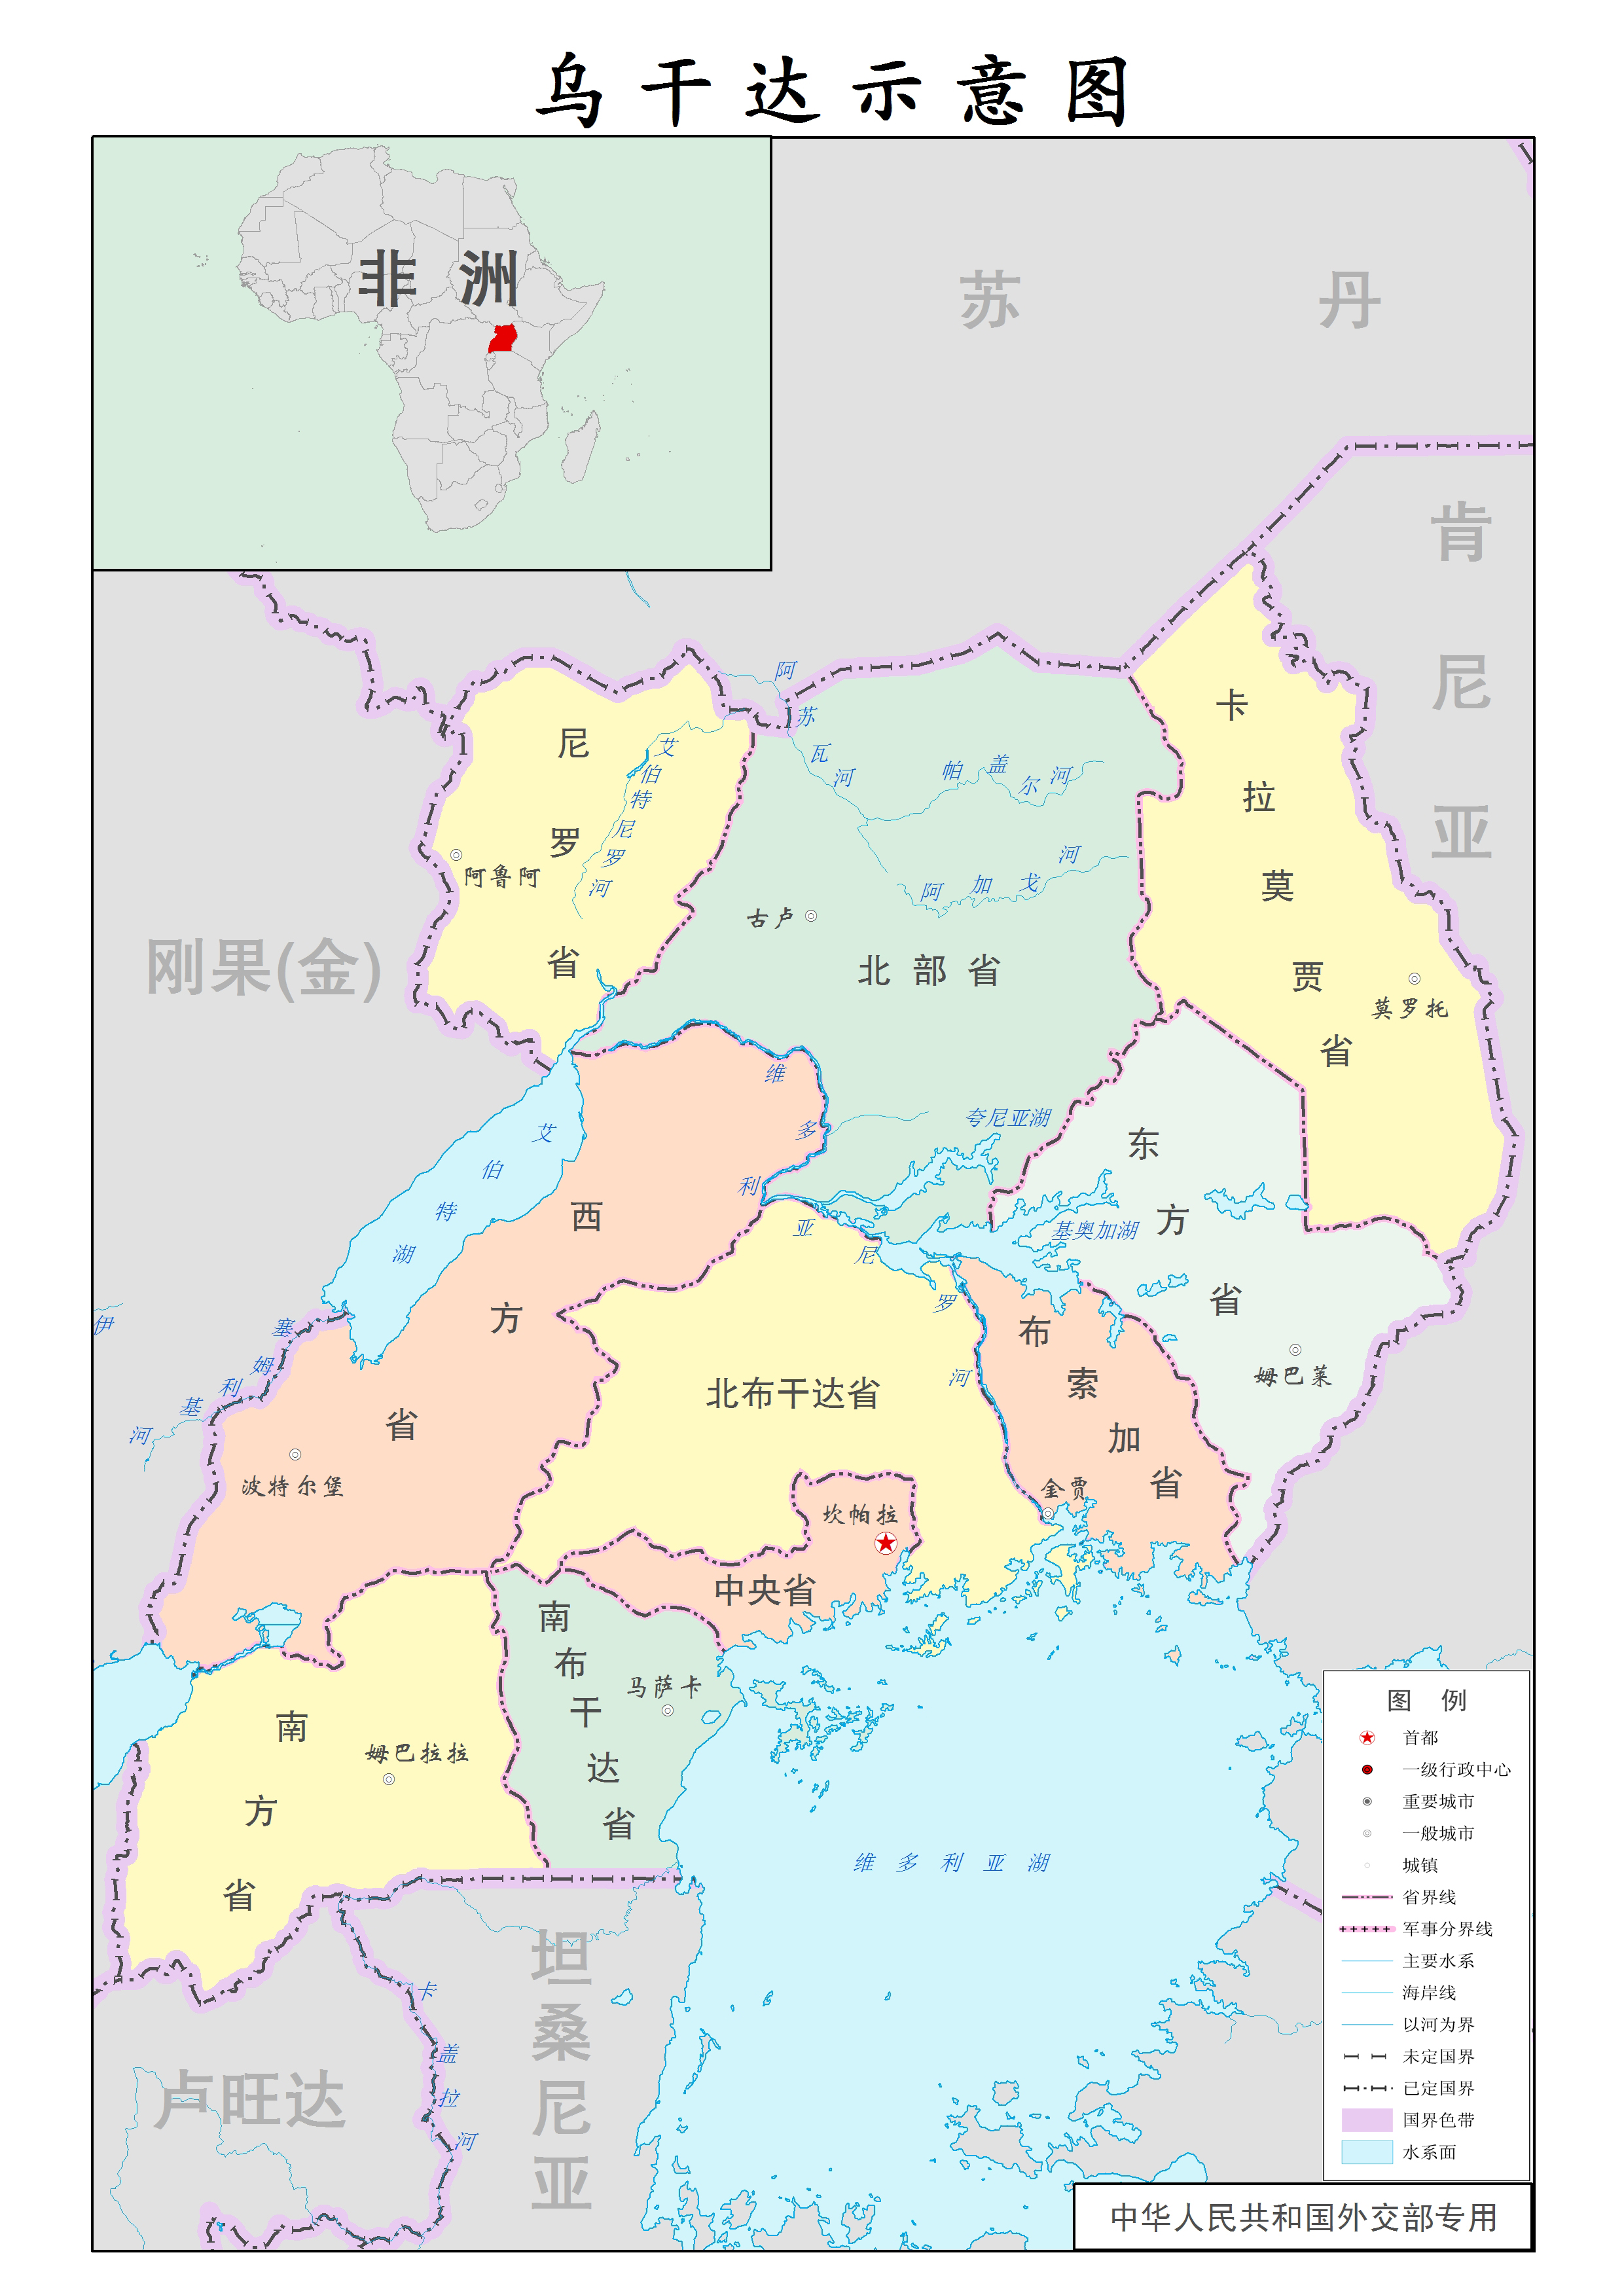 乌干达示意图
非洲
苏丹
肯尼亚
刚果(金)
尼罗省
艾伯特尼罗河
阿鲁阿
阿苏瓦河
帕盖尔河
阿加戈河
古卢
北部省
卡拉莫贾省
莫罗托
维多利亚尼罗河
夸尼亚湖
基奥加湖
东方省
姆巴莱
艾伯特湖
西方省
伊
塞姆利基河
波特尔堡
北布干达省
布索加省
金贾
坎帕拉
中央省
南布干达省
马萨卡
南方省
姆巴拉拉
维多利亚湖
坦桑尼亚
卢旺达
卡盖拉河
图例
首都
一级行政中心
重要城市
一般城市
城镇
省界线
军事分界线
主要水系
海岸线
以河为界
未定国界
已定国界
国界色带
水系面
中华人民共和国外交部专用